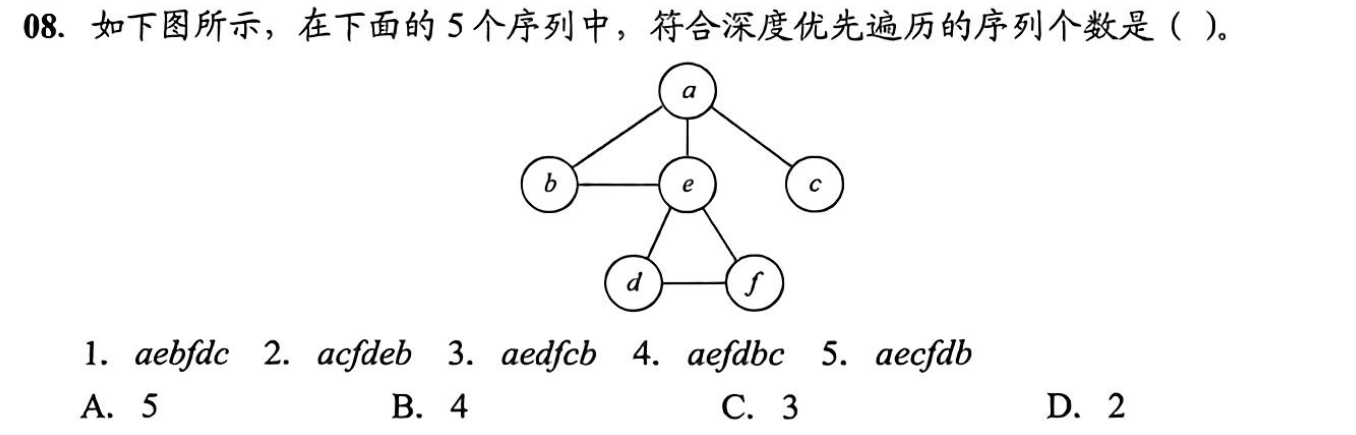 08. 如下图所示，在下面的 5 个序列中，符合深度优先遍历的序列个数是（ ）。
a
b e c
d f
1. aebfdc 2. acfdeb 3. aedfcb 4. aefdbc 5. aecfdb
A. 5 B. 4 C. 3 D. 2